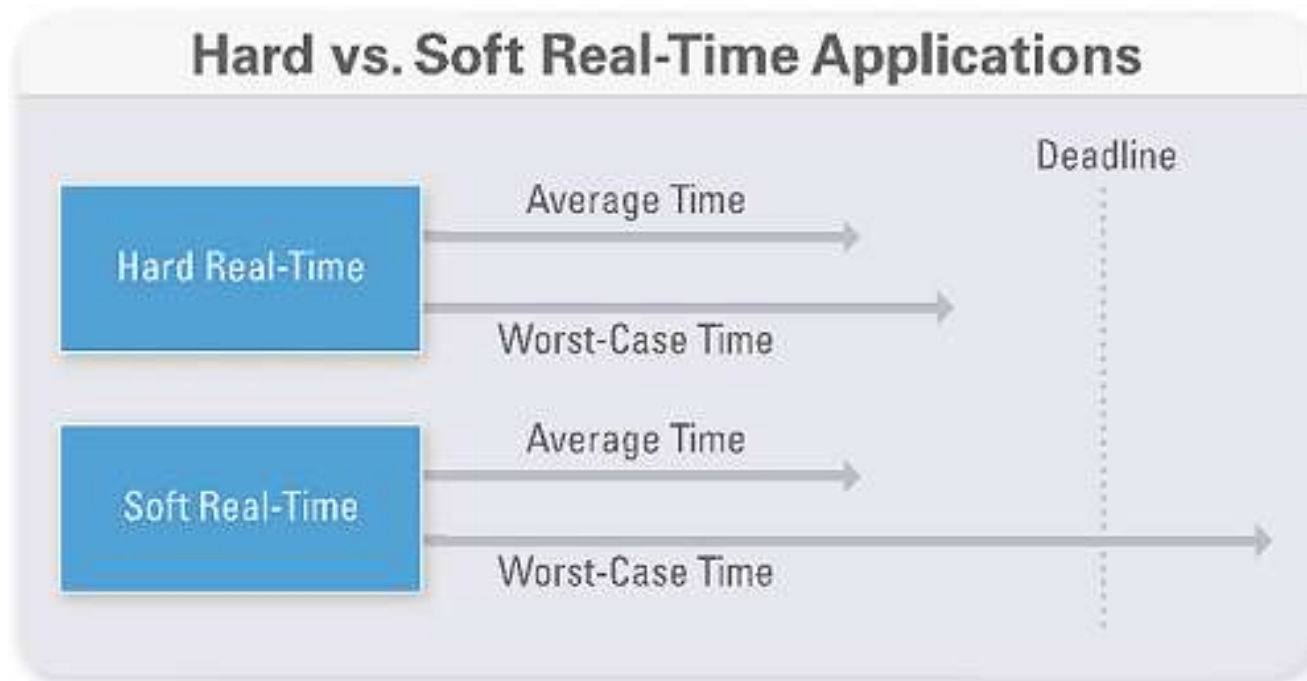 Hard vs. Soft Real-Time Applications
Deadline
Average Time
Hard Real-Time
Worst-Case Time
Average Time
Soft Real-Time
Worst-Case Time